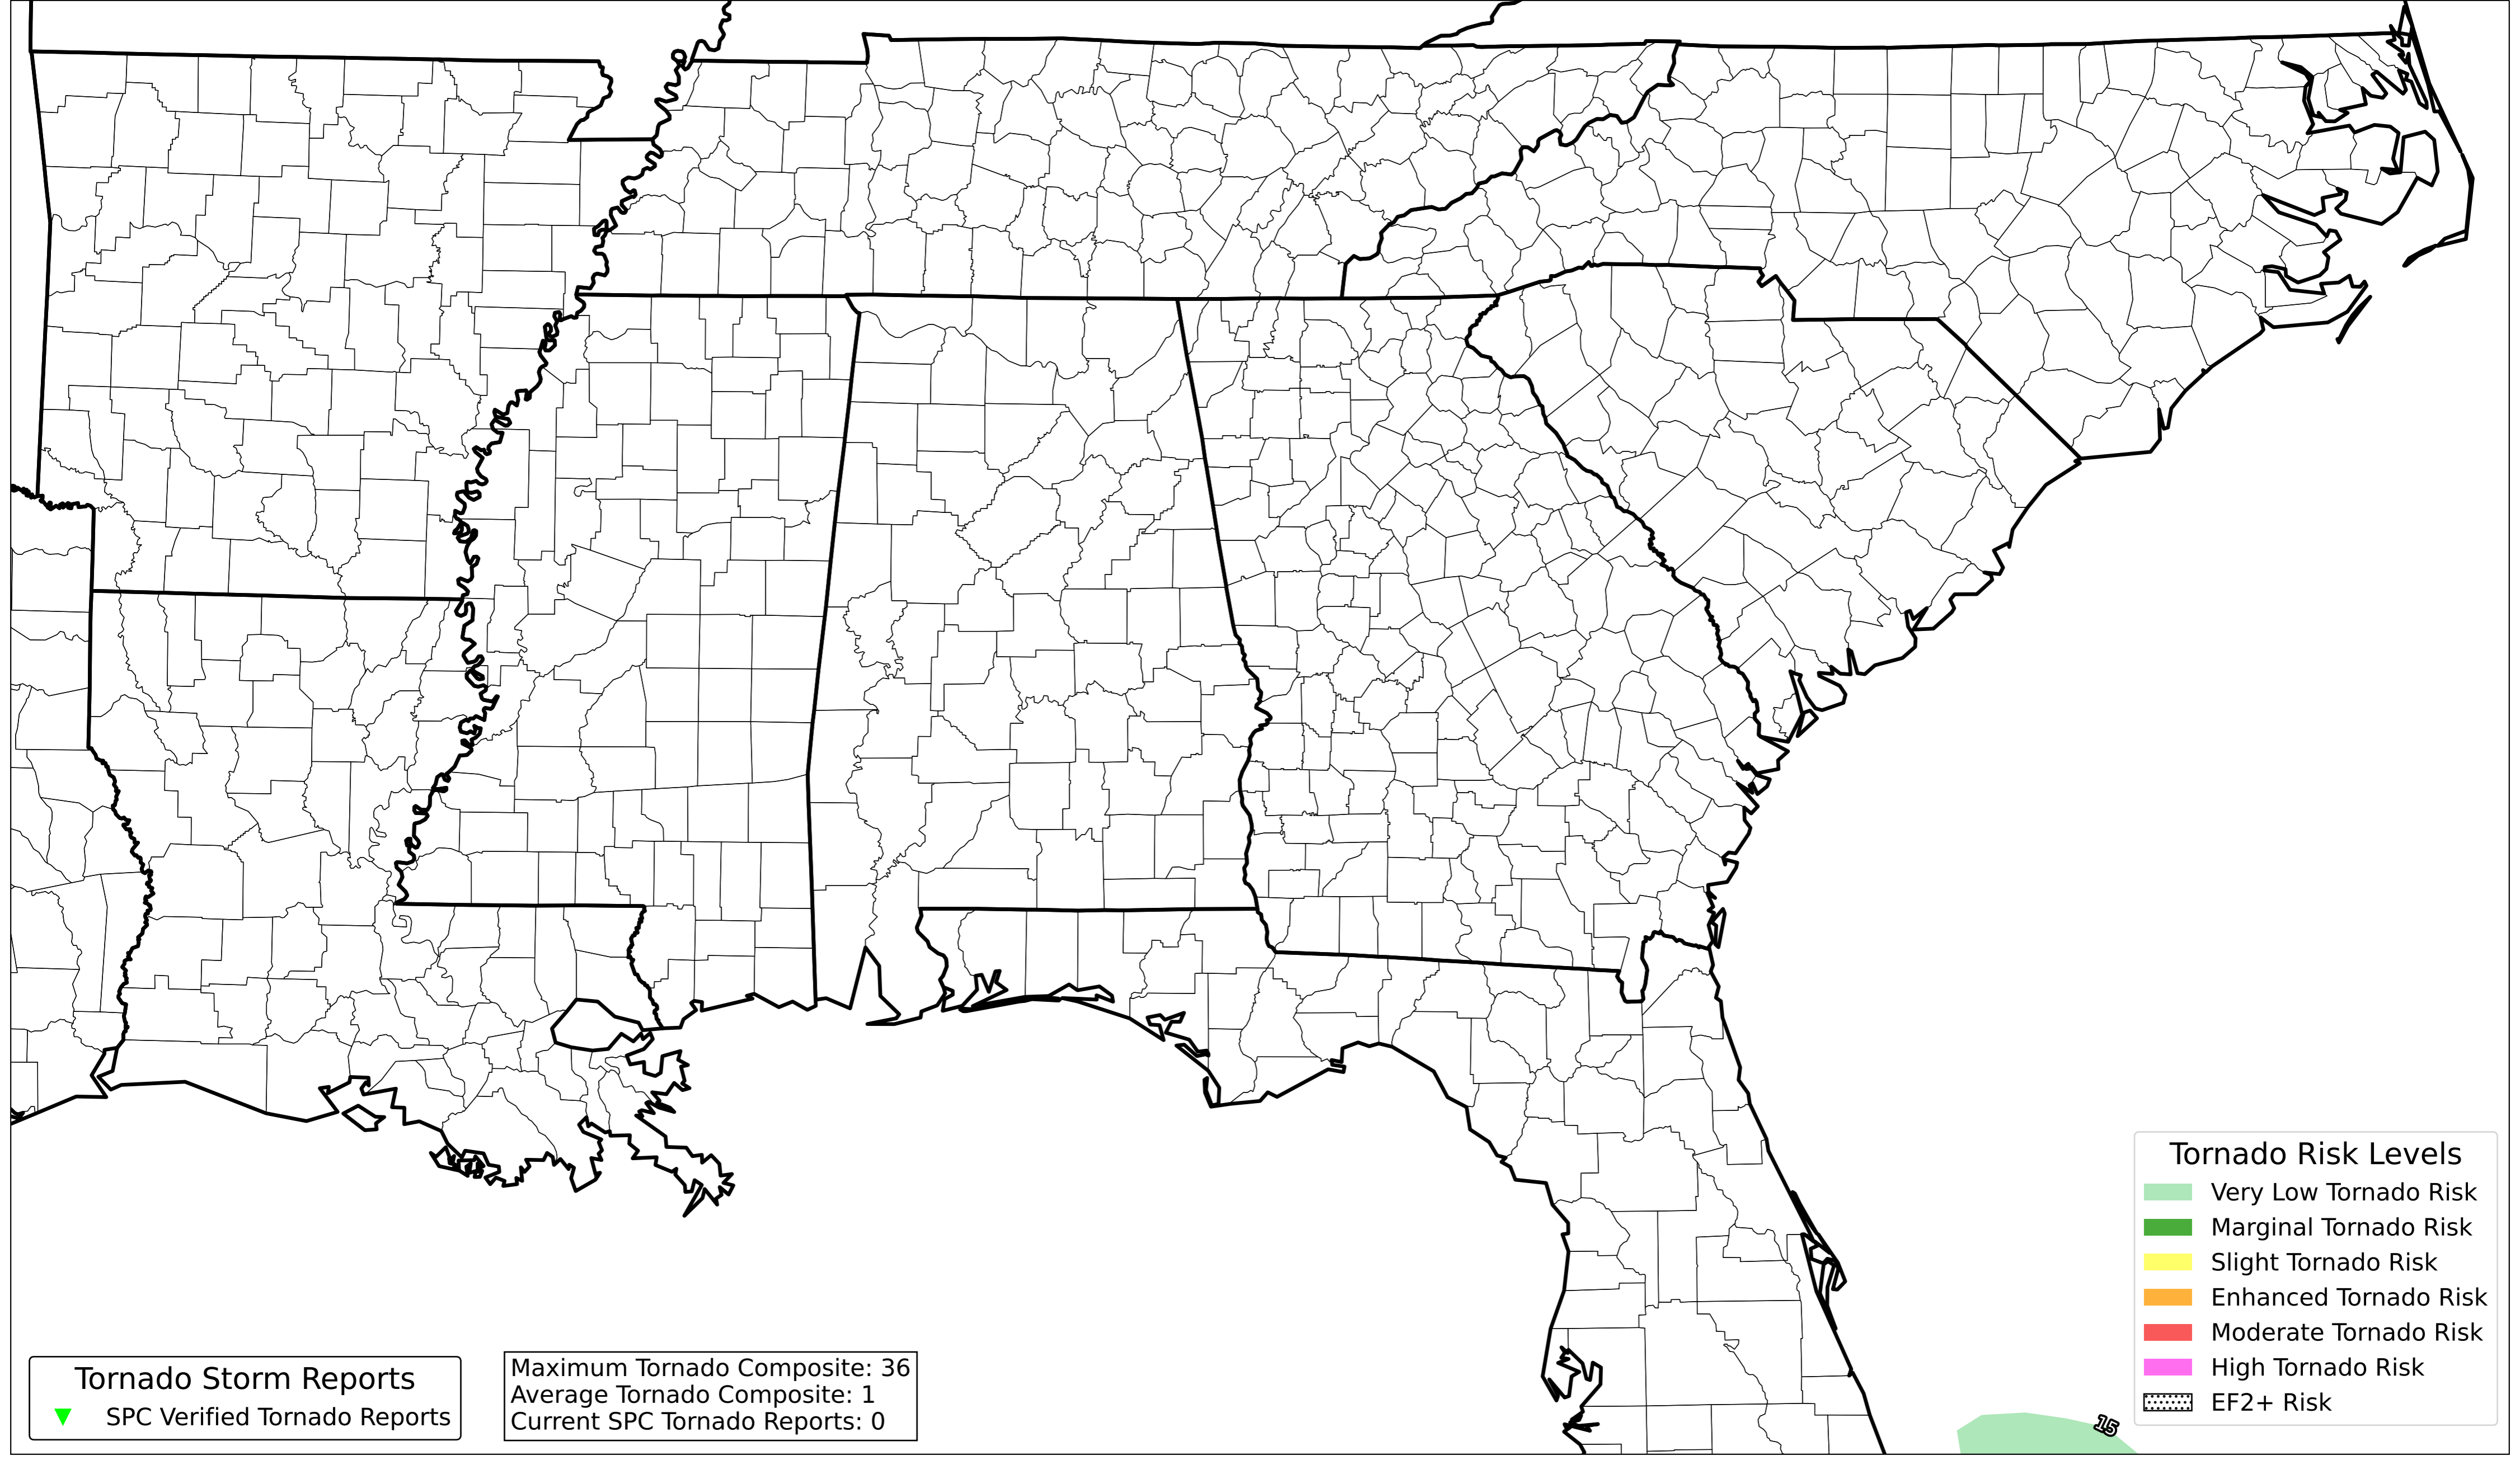 Tornado Risk Levels
Very Low Tornado Risk
Marginal Tornado Risk
Slight Tornado Risk
Enhanced Tornado Risk
Moderate Tornado Risk
High Tornado Risk
EF2+ Risk
Tornado Storm Reports
SPC Verified Tornado Reports
Maximum Tornado Composite: 36
Average Tornado Composite: 1
Current SPC Tornado Reports: 0
15